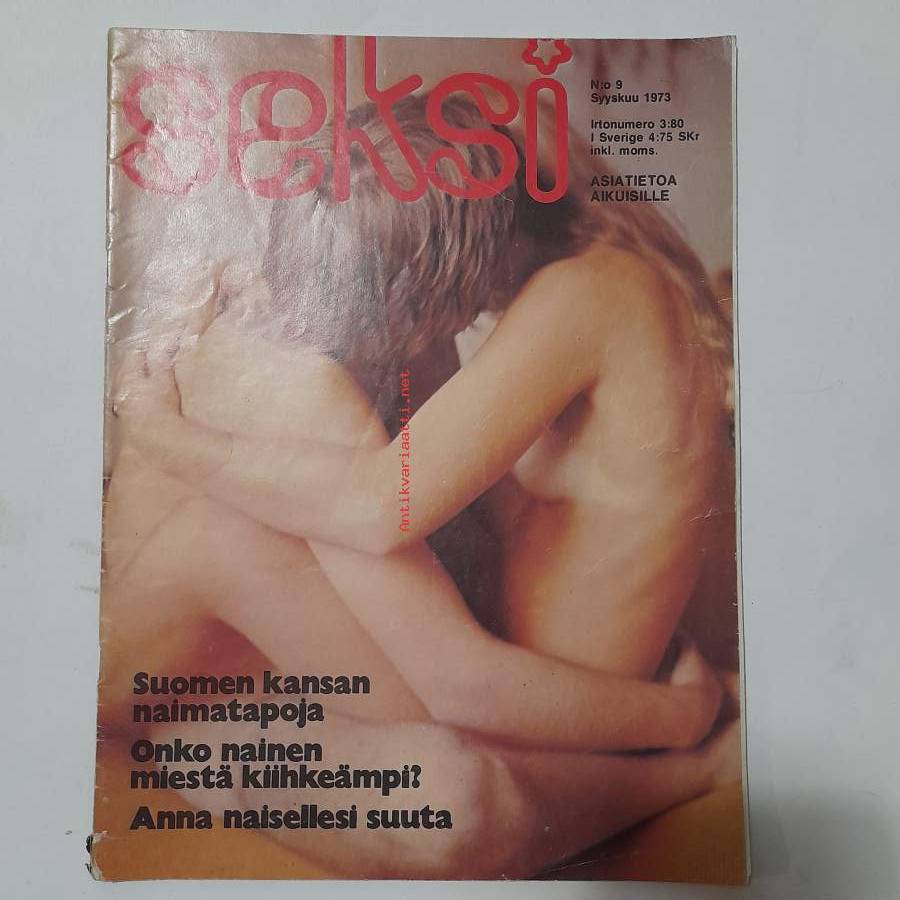 seksi
N:o 9
Syyskuu 1973
Irtonumero 3:80
I Sverige 4:75 SKr
inkl. moms.
ASIATIETOA
AIKUISILLE
Antikvariaatti.net
Suomen kansan
naimatapoja
Onko nainen
miestä kiihkeämpi?
Anna naisellesi suuta